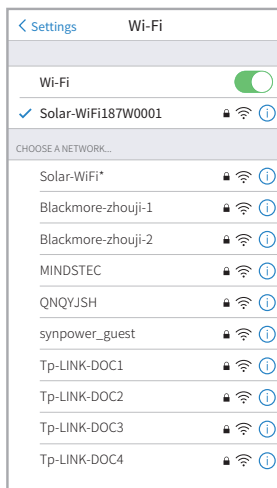 Settings Wi-Fi
Wi-Fi
Solar-WiFi187W0001
CHOOSE A NETWORK...
Solar-WiFi*
Blackmore-zhouji-1
Blackmore-zhouji-2
MINDSTEC
QNQYJSH
synpower_guest
Tp-LINK-DOC1
Tp-LINK-DOC2
Tp-LINK-DOC3
Tp-LINK-DOC4